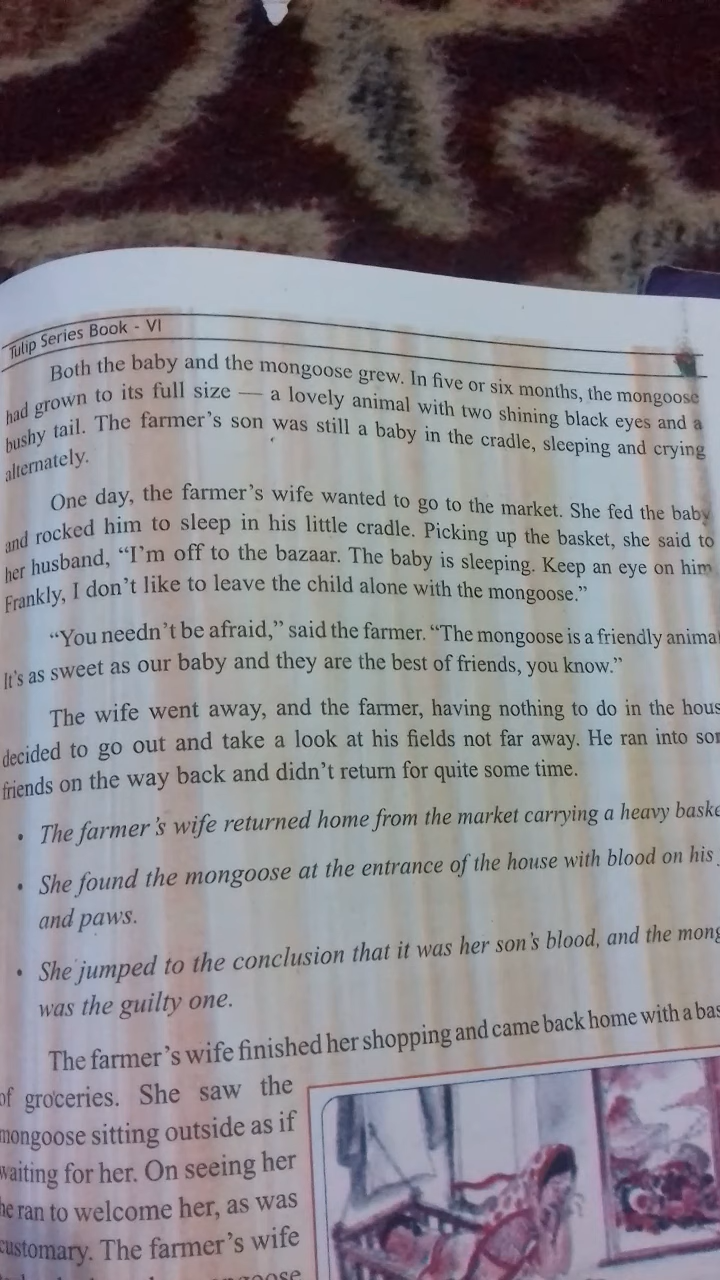 Tulip Series Book - VI
Both the baby and the mongoose grew. In five or six months, the mongoose
had grown to its full size — a lovely animal with two shining black eyes and a
bushy tail. The farmer's son was still a baby in the cradle, sleeping and crying
alternately.
One day, the farmer's wife wanted to go to the market. She fed the baby
and rocked him to sleep in his little cradle. Picking up the basket, she said to
her husband, “I'm off to the bazaar. The baby is sleeping. Keep an eye on him
Frankly, I don't like to leave the child alone with the mongoose.”
“You needn't be afraid,” said the farmer. “The mongoose is a friendly
It's as sweet as our baby and they are the best of friends, you know.”
The wife went away, and the farmer, having nothing to do in the
decided to go out and take a look at his fields not far away. He ran into
friends on the way back and didn't return for quite some time.
• The farmer's wife returned home from the market carrying a heavy
• She found the mongoose at the entrance of the house with blood on his
and paws.
• She jumped to the conclusion that it was her son's blood, and the
was the guilty one.
The farmer's wife finished her shopping and came back home with a
of groceries. She saw the
mongoose sitting outside as if
waiting for her. On seeing her
he ran to welcome her, as was
customary. The farmer's wife